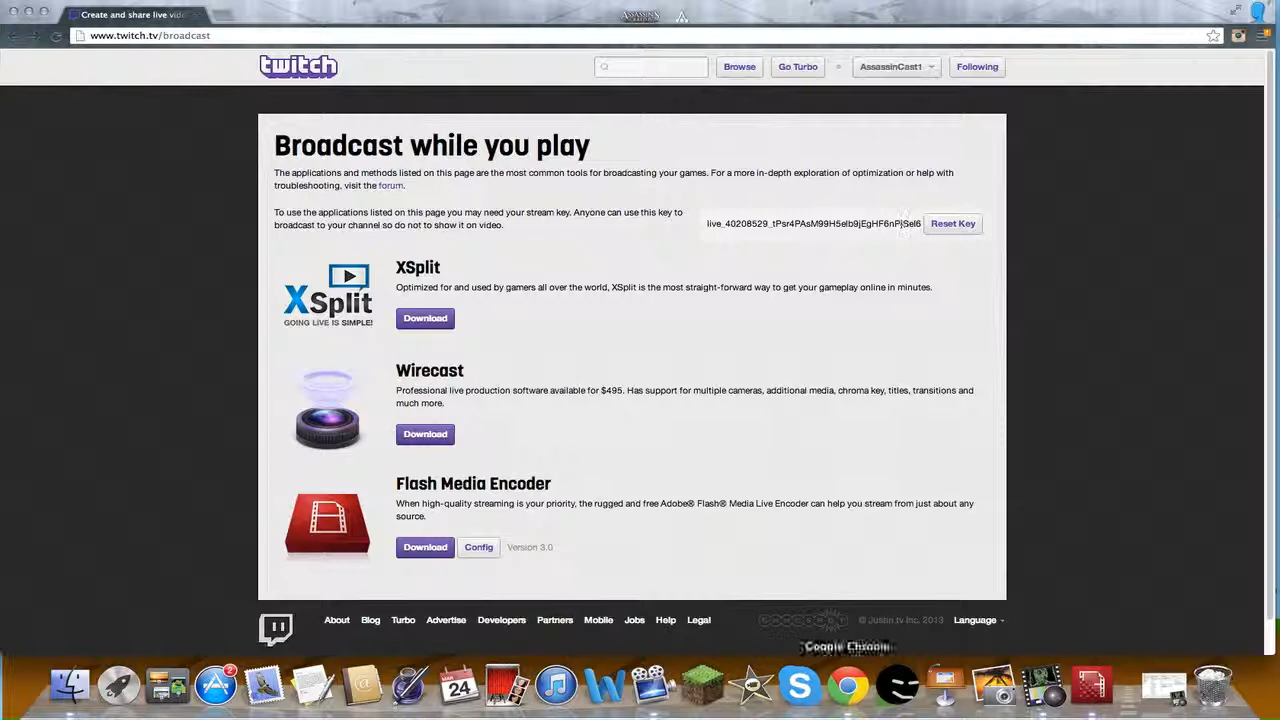 Create and share live vide
ASSASSINS
www.twitch.tv/broadcast
twitch
Browse
Go Turbo
AssassinCast1
Following
Broadcast while you play
The applications and methods listed on this page are the most common tools for broadcasting your games. For a more in-depth exploration of optimization or help with
troubleshooting, visit the forum.
To use the applications listed on this page you may need your stream key. Anyone can use this key to
broadcast to your channel so do not to show it on video.
Reset Key
XSplit
GOING LIVE IS SIMPLE!
XSplit
Optimized for and used by gamers all over the world, XSplit is the most straight-forward way to get your gameplay online in minutes.
Download
Wirecast
Professional live production software available for $495. Has support for multiple cameras, additional media, chroma key, titles, transitions and
much more.
Download
Flash Media Encoder
When high-quality streaming is your priority, the rugged and free Adobe® Flash® Media Live Encoder can help you stream from just about any
source.
Download
Config
Version 3.0
About
Blog
Turbo
Advertise
Developers
Partners
Mobile
Jobs
Help
Legal
© Justin.tv Inc. 2013
Language
Google Chrome
2
MAR
24